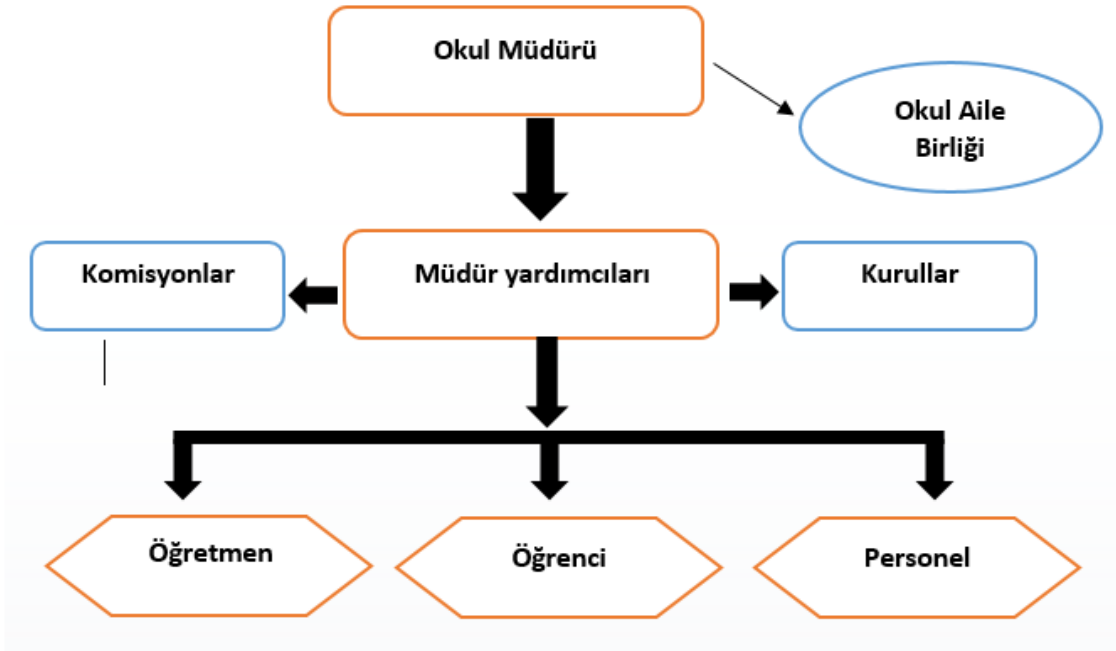 Okul Müdürü
Okul Aile
Birliği
Komisyonlar
Müdür yardımcıları
Kurullar
Öğretmen
Öğrenci
Personel